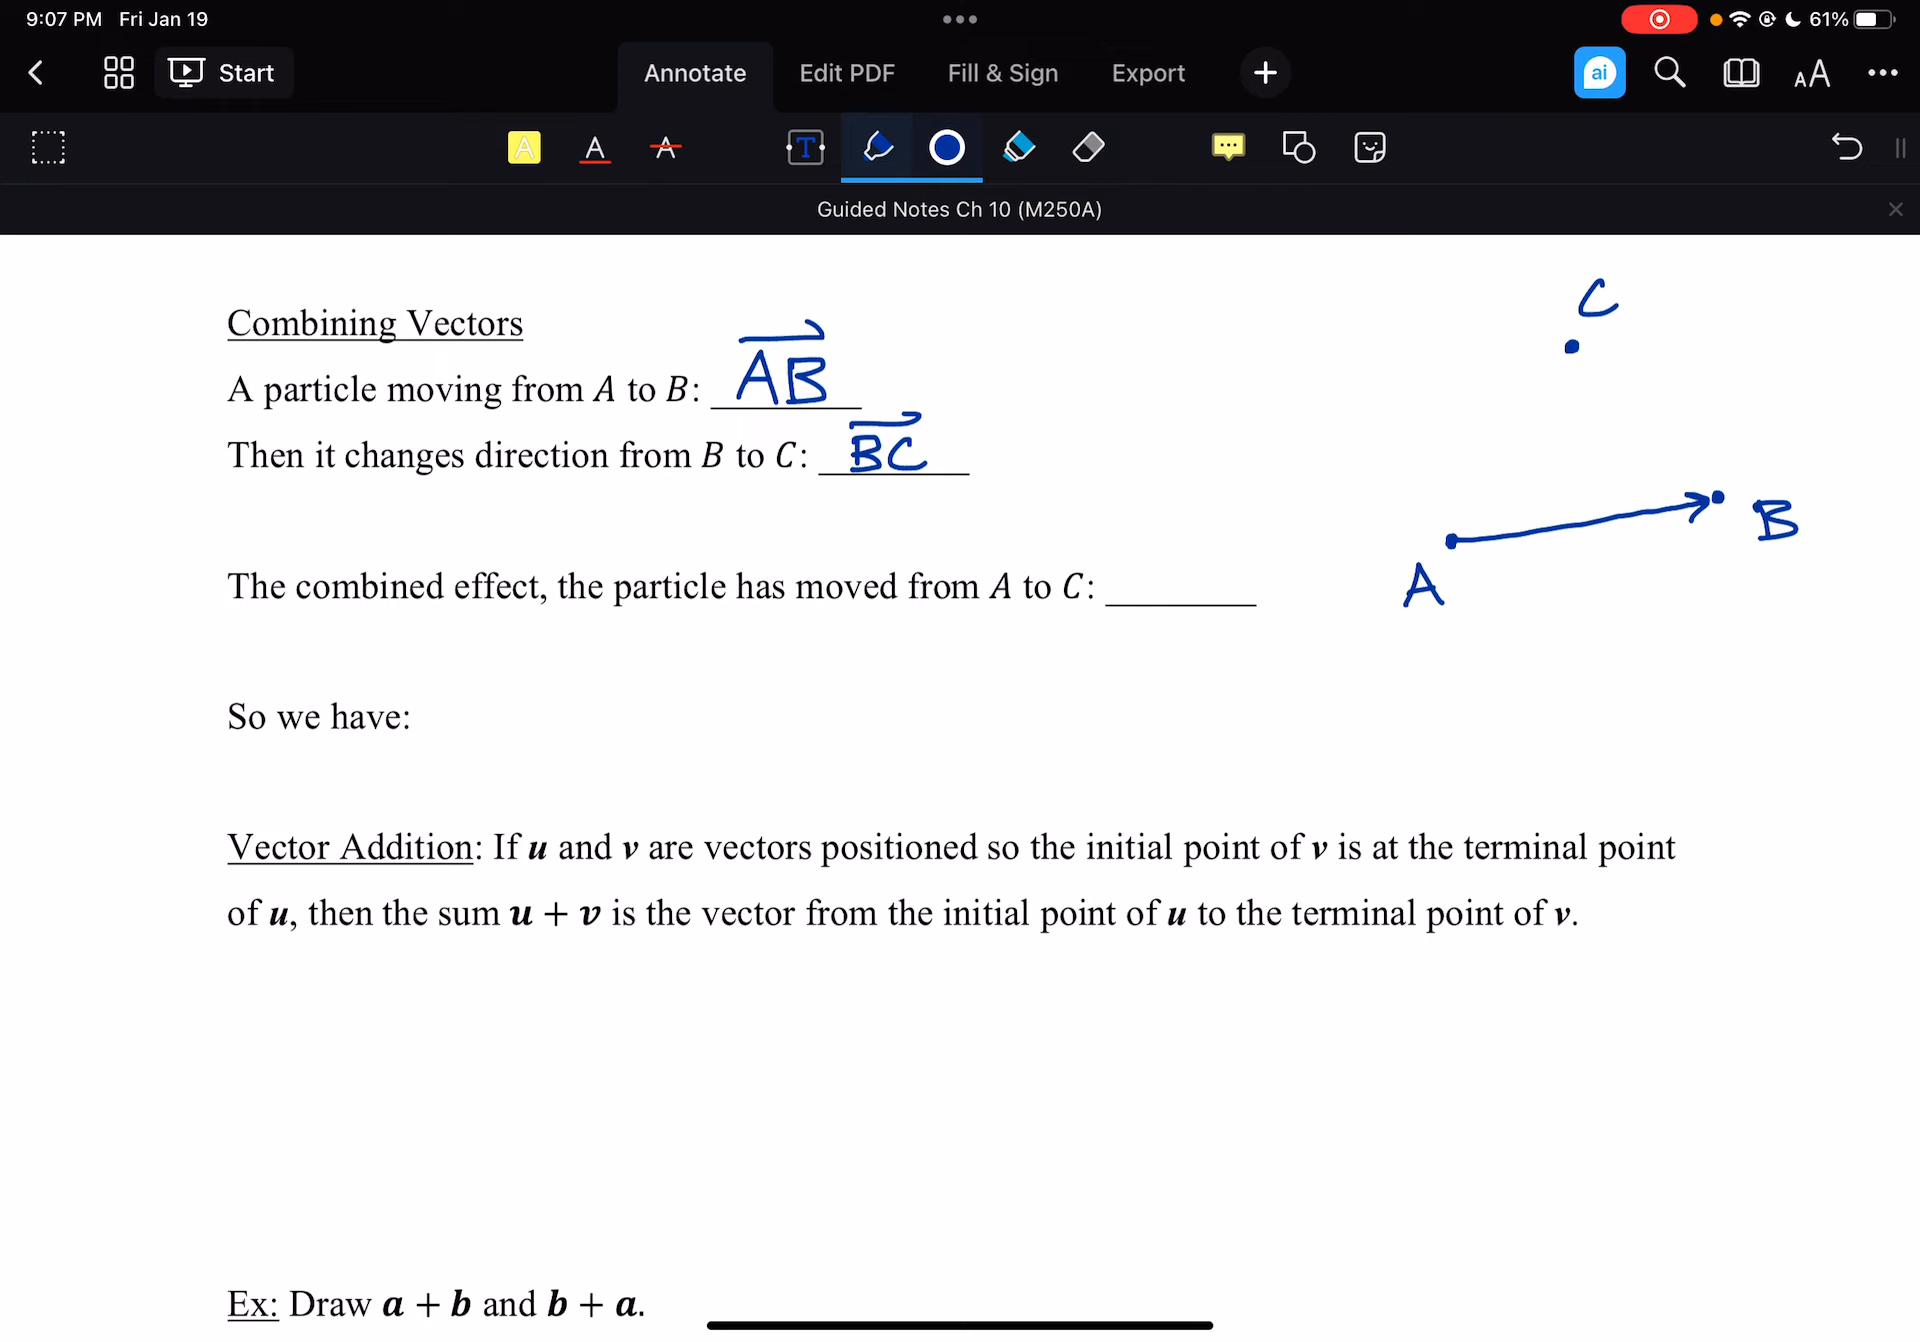 9:07 PM Fri Jan 19
61%
Start
Annotate
Edit PDF
Fill & Sign
Export
ai
AA
A A A T
Guided Notes Ch 10 (M250A)
Combining Vectors
A particle moving from A to B: AB
Then it changes direction from B to C: BC
The combined effect, the particle has moved from A to C: ________
C
B
A
So we have:
Vector Addition: If u and v are vectors positioned so the initial point of v is at the terminal point
of u, then the sum u + v is the vector from the initial point of u to the terminal point of v.
Ex: Draw a + b and b + a.